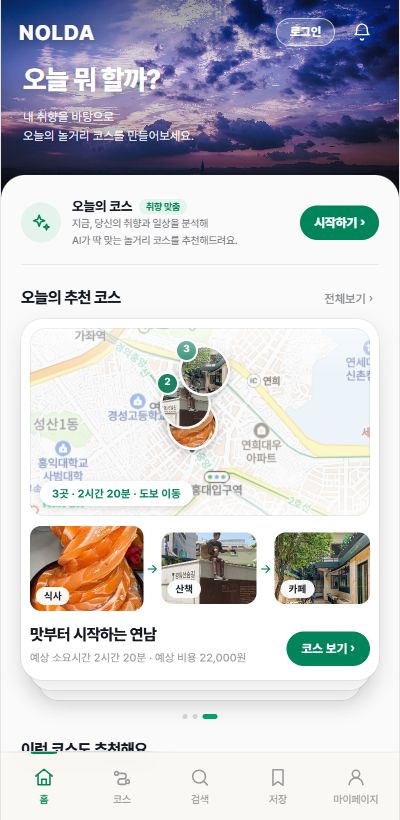 NOLDA
로그인
오늘 뭐 할까?
내 취향을 바탕으로
오늘의 놀거리 코스를 만들어보세요.
오늘의 코스
취향 맞춤
지금, 당신의 취향과 일상을 분석해
AI가 딱 맞는 놀거리 코스를 추천해드려요.
시작하기 ›
오늘의 추천 코스
전체보기 ›
가좌역
3
2
IC 연희
경성고등학교
성산1동
연희대우
아파트
홍익대학교
사범대학
홍대입구역
2호선
3곳 · 2시간 20분 · 도보 이동
식사
산책
카페
맛부터 시작하는 연남
예상 소요시간 2시간 20분 · 예상 비용 22,000원
코스 보기 ›
이런 코스도 추천해요
홈
코스
검색
저장
마이페이지